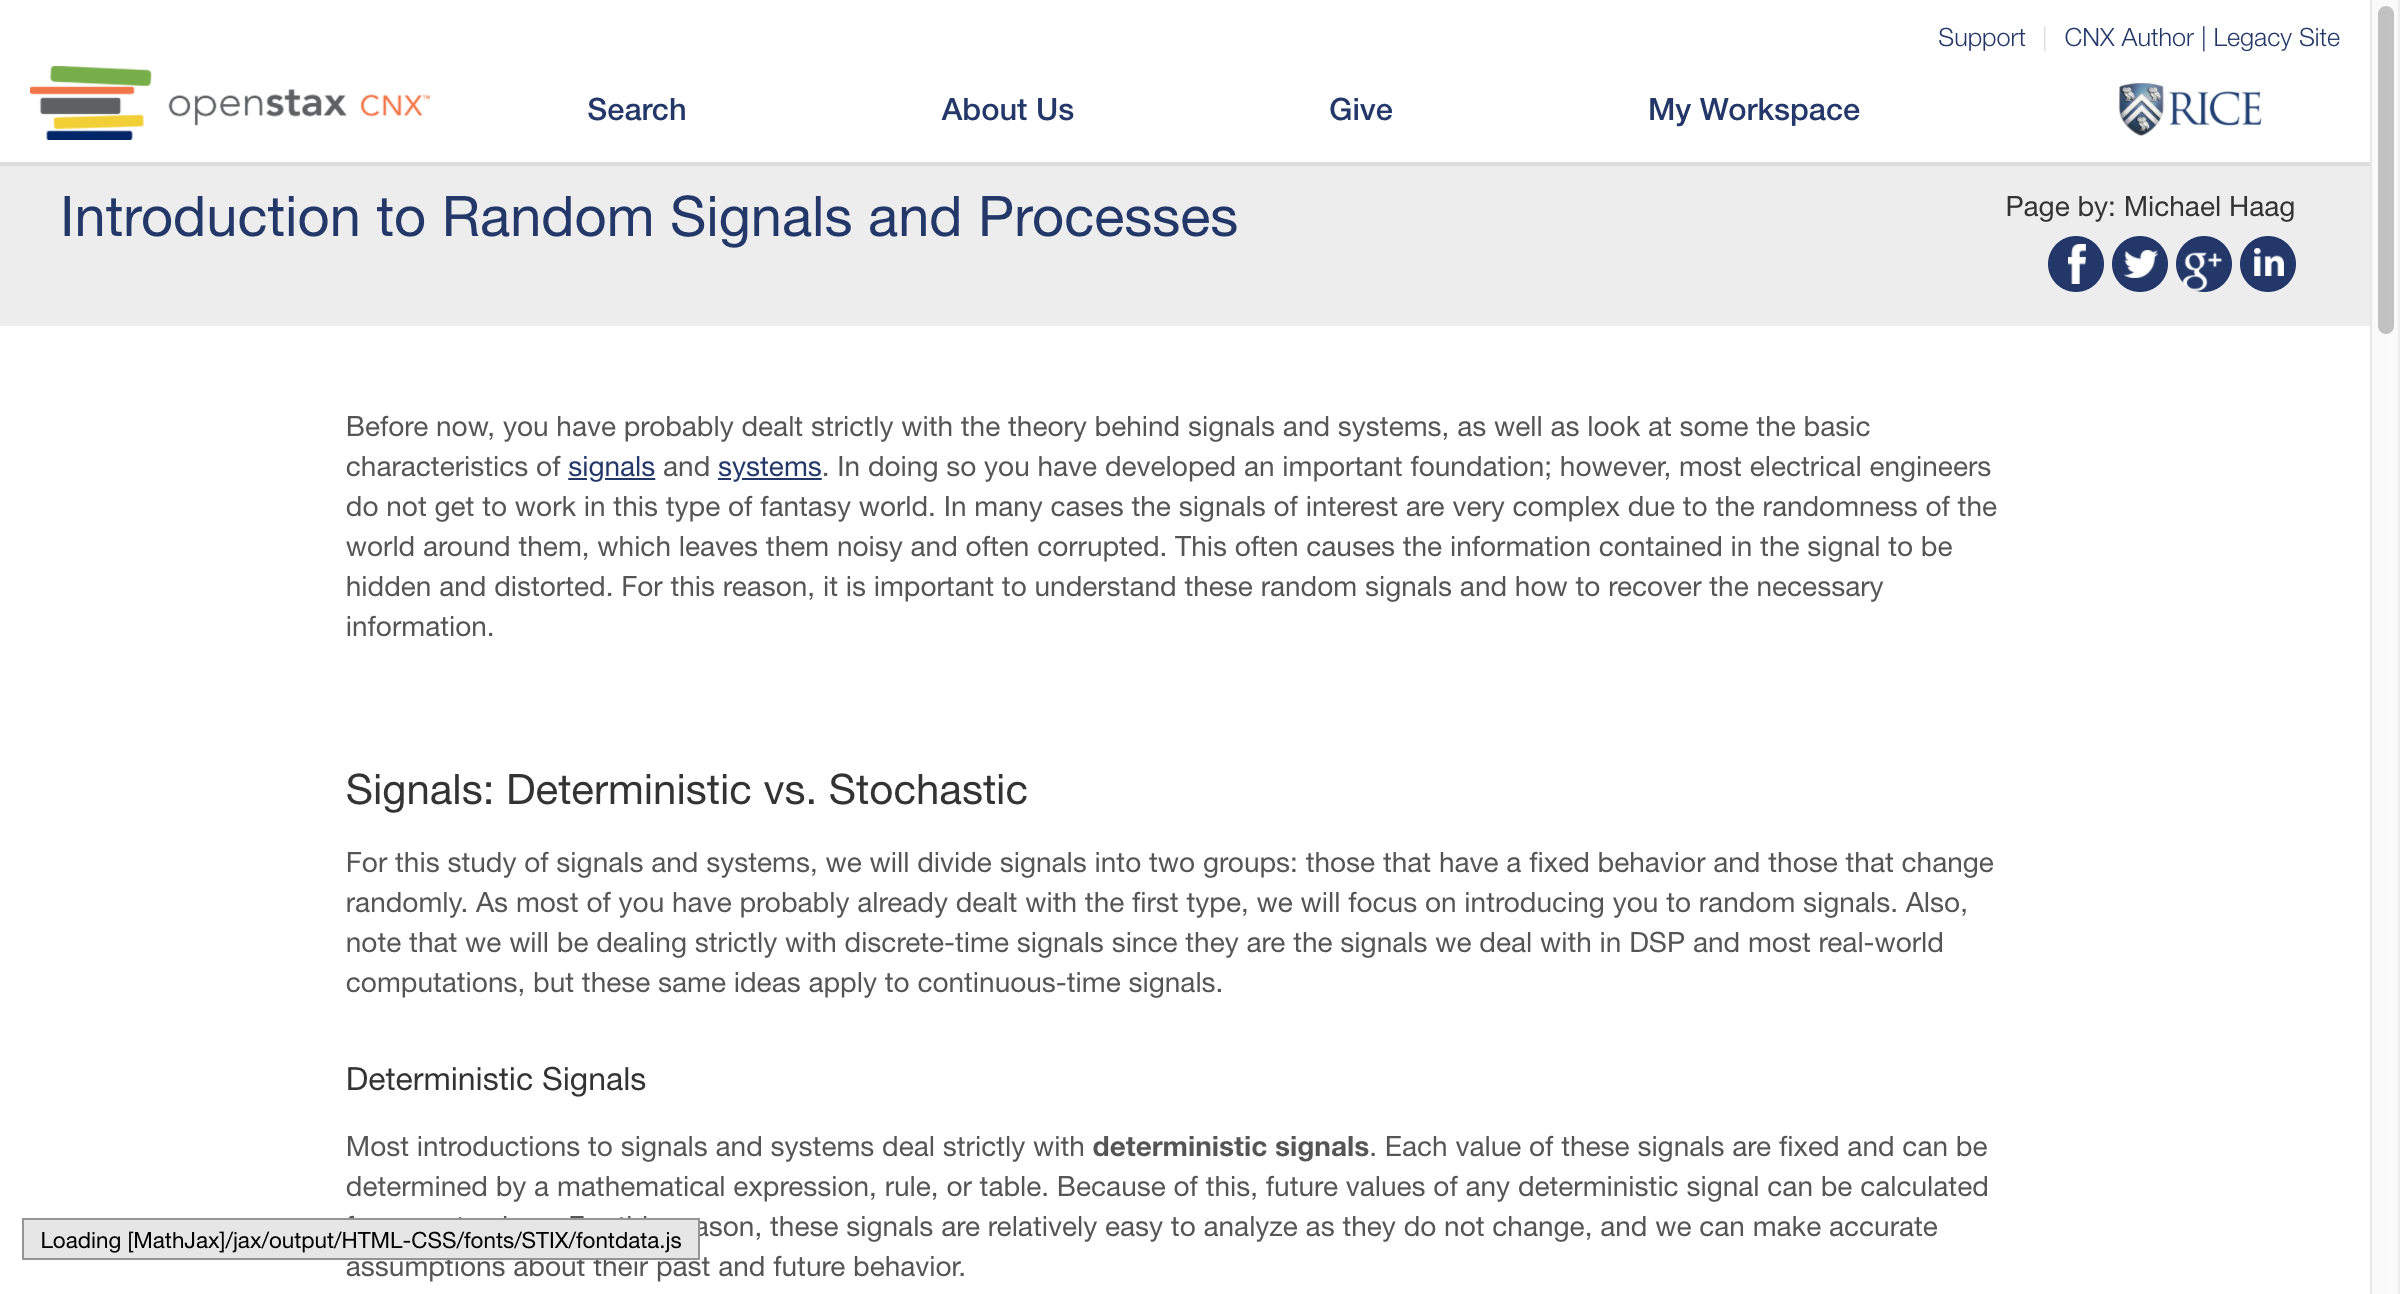 Support
CNX Author | Legacy Site
openstax CNX™
Search
About Us
Give
My Workspace
RICE
Introduction to Random Signals and Processes
Page by: Michael Haag
f
g+
in
Before now, you have probably dealt strictly with the theory behind signals and systems, as well as look at some the basic
characteristics of signals and systems. In doing so you have developed an important foundation; however, most electrical engineers
do not get to work in this type of fantasy world. In many cases the signals of interest are very complex due to the randomness of the
world around them, which leaves them noisy and often corrupted. This often causes the information contained in the signal to be
hidden and distorted. For this reason, it is important to understand these random signals and how to recover the necessary
information.
Signals: Deterministic vs. Stochastic
For this study of signals and systems, we will divide signals into two groups: those that have a fixed behavior and those that change
randomly. As most of you have probably already dealt with the first type, we will focus on introducing you to random signals. Also,
note that we will be dealing strictly with discrete-time signals since they are the signals we deal with in DSP and most real-world
computations, but these same ideas apply to continuous-time signals.
Deterministic Signals
Most introductions to signals and systems deal strictly with deterministic signals. Each value of these signals are fixed and can be
determined by a mathematical expression, rule, or table. Because of this, future values of any deterministic signal can be calculated
ason, these signals are relatively easy to analyze as they do not change, and we can make accurate
Loading [MathJax]/jax/output/HTML-CSS/fonts/STIX/fontdata.js
assumptions about their past and future behavior.